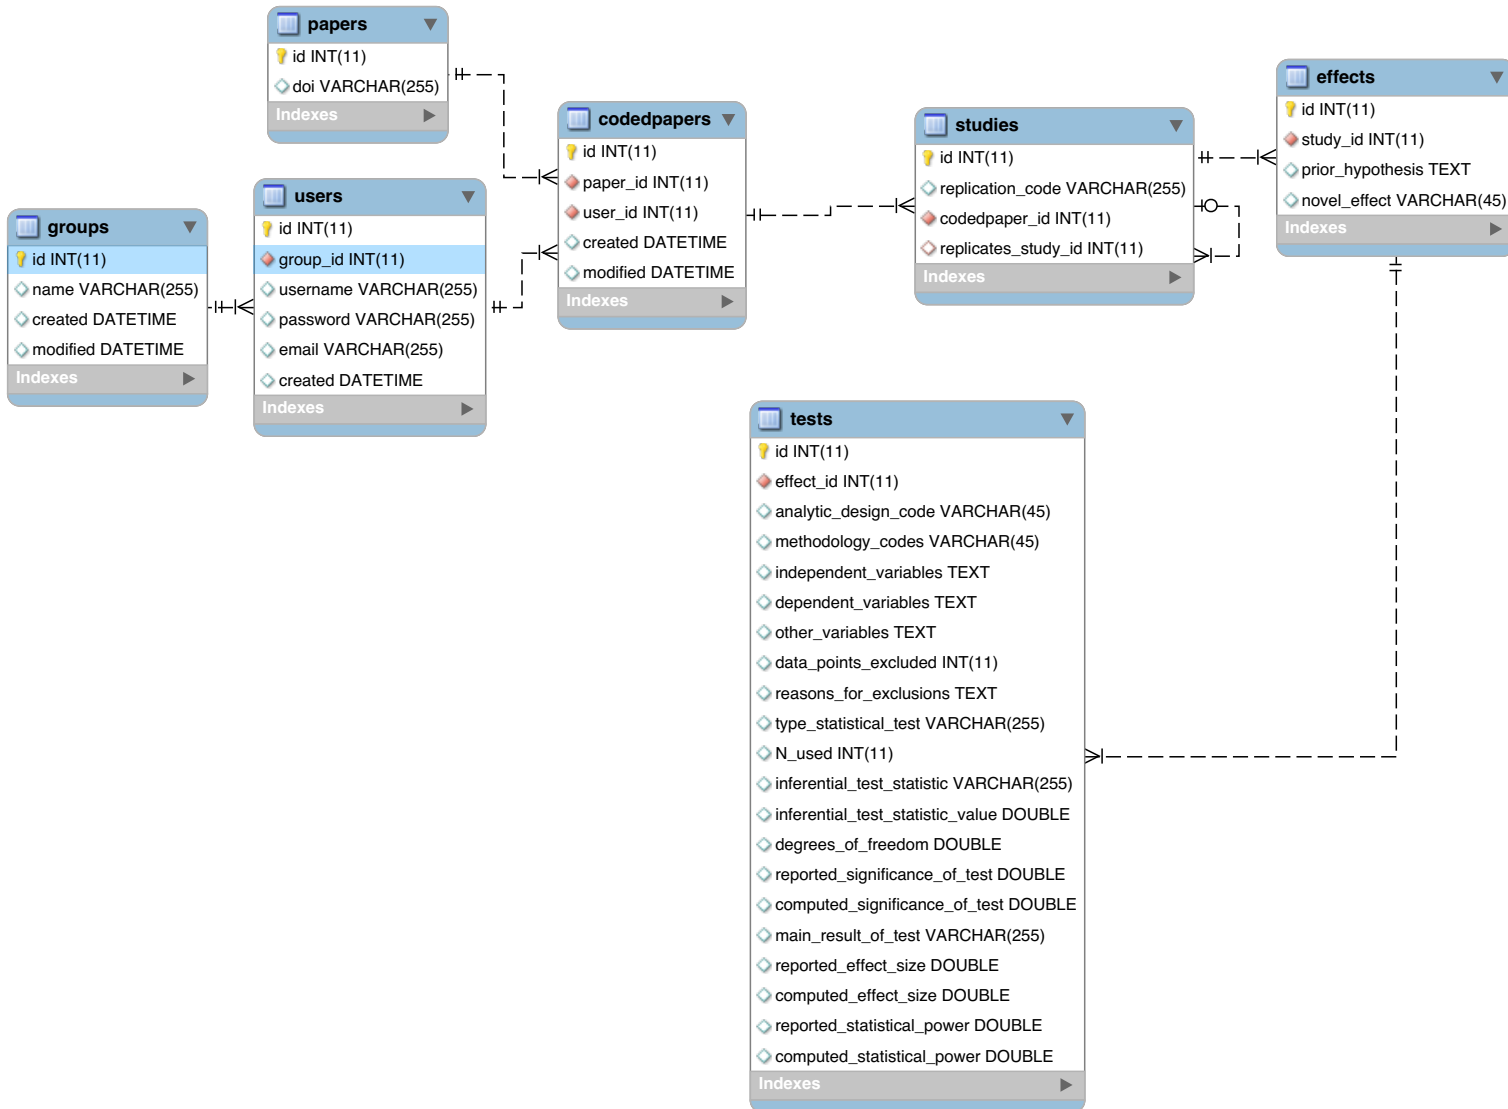 papers
id INT(11)
doi VARCHAR(255)
Indexes
groups
id INT(11)
name VARCHAR(255)
created DATETIME
modified DATETIME
Indexes
users
id INT(11)
group_id INT(11)
username VARCHAR(255)
password VARCHAR(255)
email VARCHAR(255)
created DATETIME
Indexes
codedpapers
id INT(11)
paper_id INT(11)
user_id INT(11)
created DATETIME
modified DATETIME
Indexes
studies
id INT(11)
replication_code VARCHAR(255)
codedpaper_id INT(11)
replicates_study_id INT(11)
Indexes
effects
id INT(11)
study_id INT(11)
prior_hypothesis TEXT
novel_effect VARCHAR(45)
Indexes
tests
id INT(11)
effect_id INT(11)
analytic_design_code VARCHAR(45)
methodology_codes VARCHAR(45)
independent_variables TEXT
dependent_variables TEXT
other_variables TEXT
data_points_excluded INT(11)
reasons_for_exclusions TEXT
type_statistical_test VARCHAR(255)
N_used INT(11)
inferential_test_statistic VARCHAR(255)
inferential_test_statistic_value DOUBLE
degrees_of_freedom DOUBLE
reported_significance_of_test DOUBLE
computed_significance_of_test DOUBLE
main_result_of_test VARCHAR(255)
reported_effect_size DOUBLE
computed_effect_size DOUBLE
reported_statistical_power DOUBLE
computed_statistical_power DOUBLE
Indexes